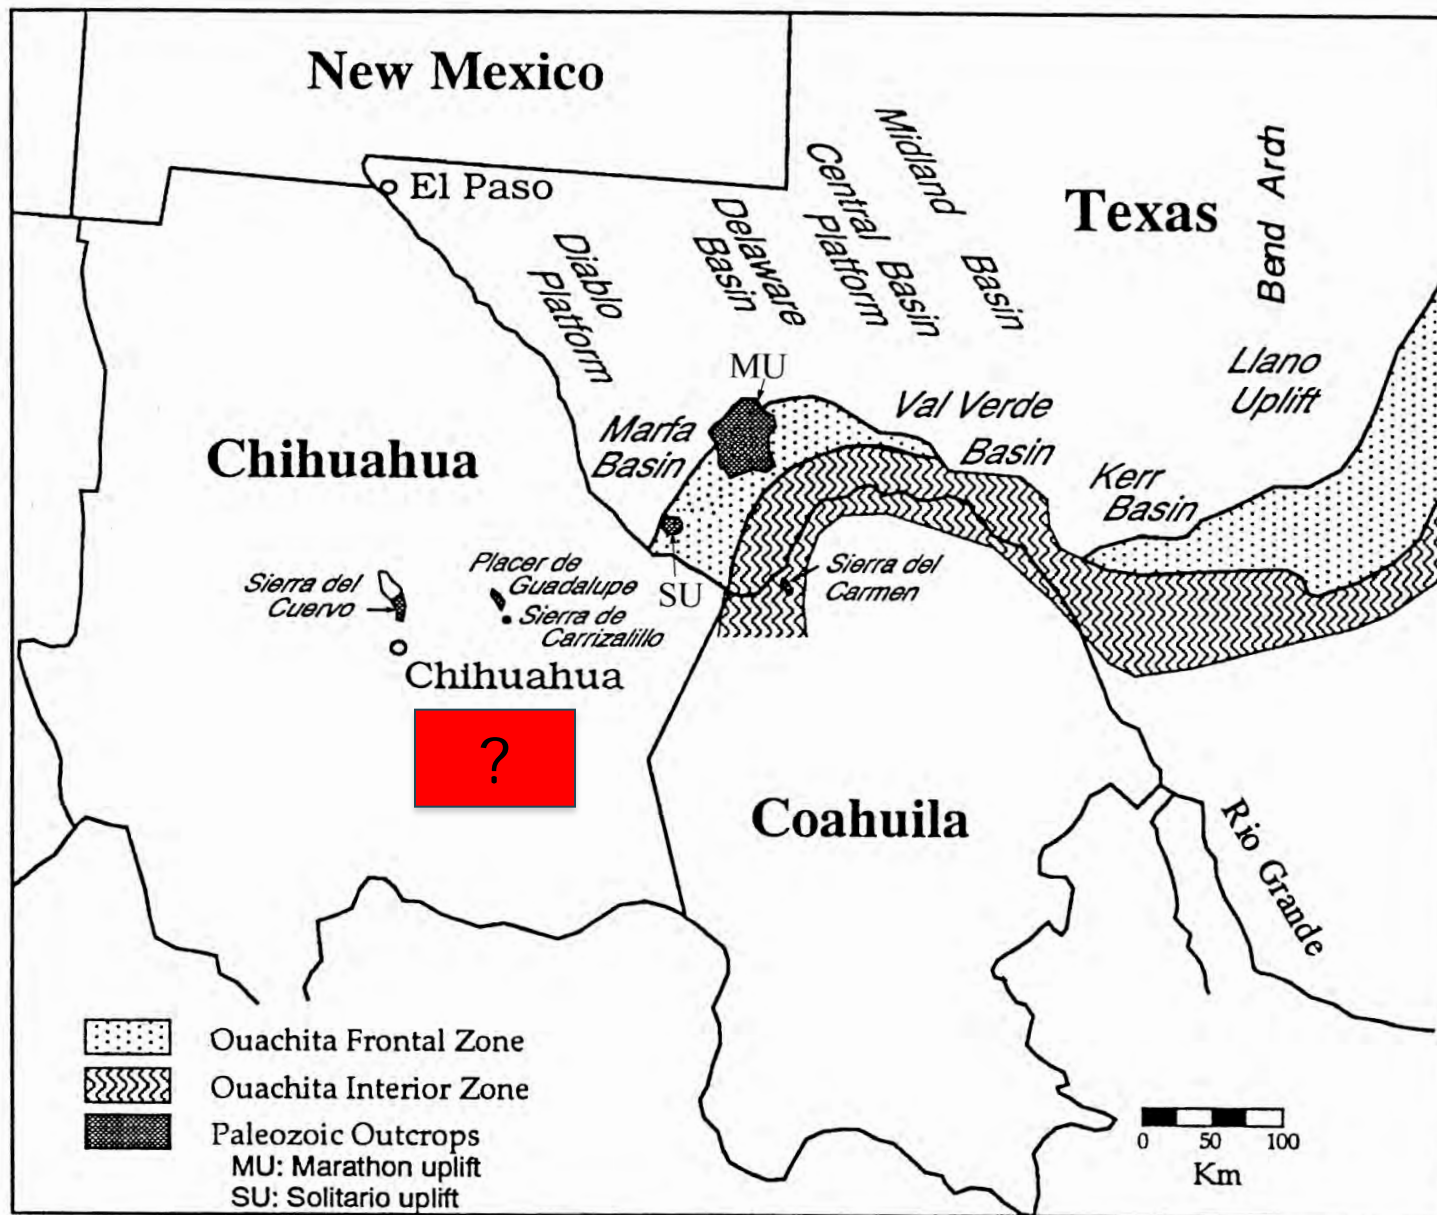 New Mexico
El Paso
Diablo
Platform
Delaware
Basin
Central Basin
Platform
Midland Basin
Texas
Bend Arch
Llano
Uplift
MU
Marfa
Basin
Val Verde
Basin
Kerr
Basin
Chihuahua
Sierra del
Cuervo
Placer de
Guadalupe
Sierra de
Carrizalillo
SU
Sierra del
Carmen
Chihuahua
?
Coahuila
Rio Grande
Ouachita Frontal Zone
Ouachita Interior Zone
Paleozoic Outcrops
MU: Marathon uplift
SU: Solitario uplift
0 50 100
Km